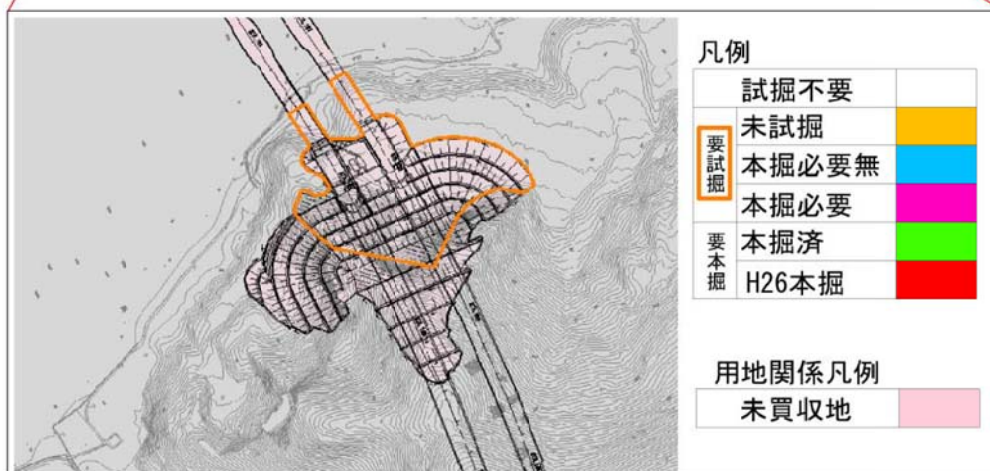 凡例
試掘不要
要試掘
未試掘
本掘必要無
本掘必要
要本掘
本掘済
H26本掘
用地関係凡例
未買収地